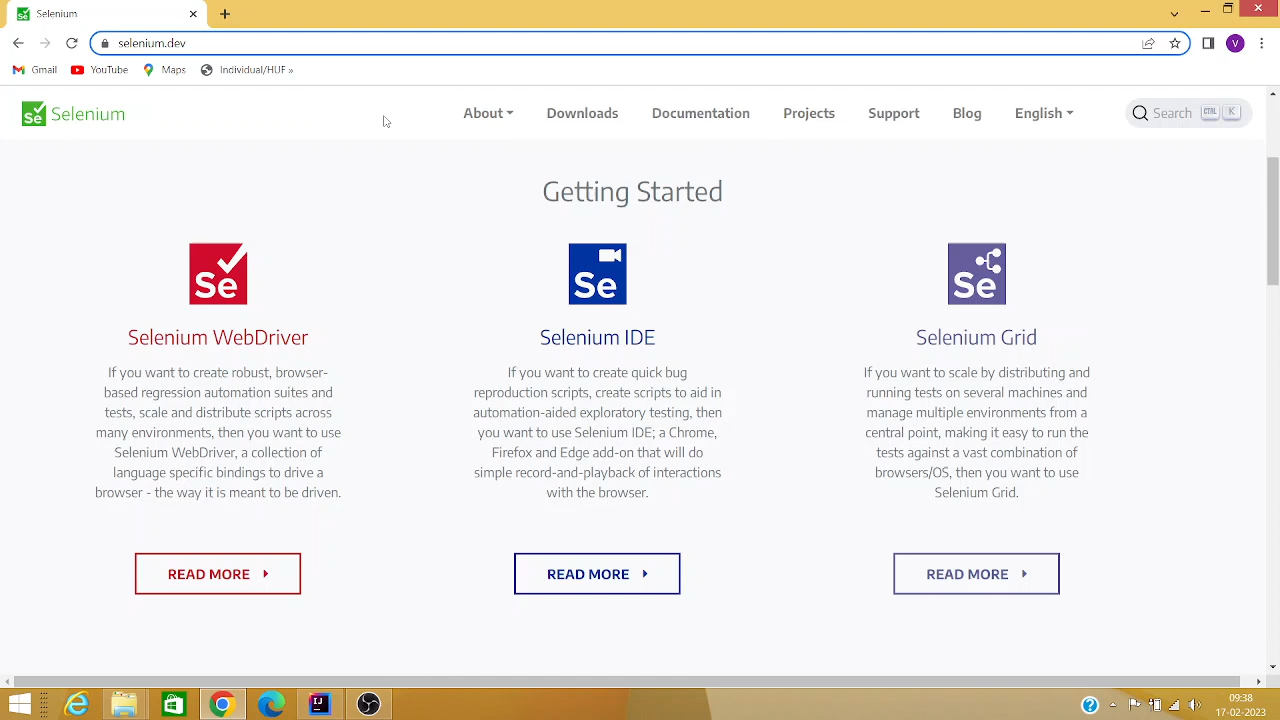 Selenium
selenium.dev
V
Gmail
YouTube
Maps
Individual/HUF »
Se
Selenium
About
Downloads
Documentation
Projects
Support
Blog
English
Search
CTRL
K
Getting Started
Se
Se
Se
Selenium WebDriver
If you want to create robust, browser-
based regression automation suites and
tests, scale and distribute scripts across
many environments, then you want to use
Selenium WebDriver, a collection of
language specific bindings to drive a
browser - the way it is meant to be driven.
READ MORE
Selenium IDE
If you want to create quick bug
reproduction scripts, create scripts to aid in
automation-aided exploratory testing, then
you want to use Selenium IDE; a Chrome,
Firefox and Edge add-on that will do
simple record-and-playback of interactions
with the browser.
READ MORE
Selenium Grid
If you want to scale by distributing and
running tests on several machines and
manage multiple environments from a
central point, making it easy to run the
tests against a vast combination of
browsers/OS, then you want to use
Selenium Grid.
READ MORE
IJ
09:38
17-02-2023